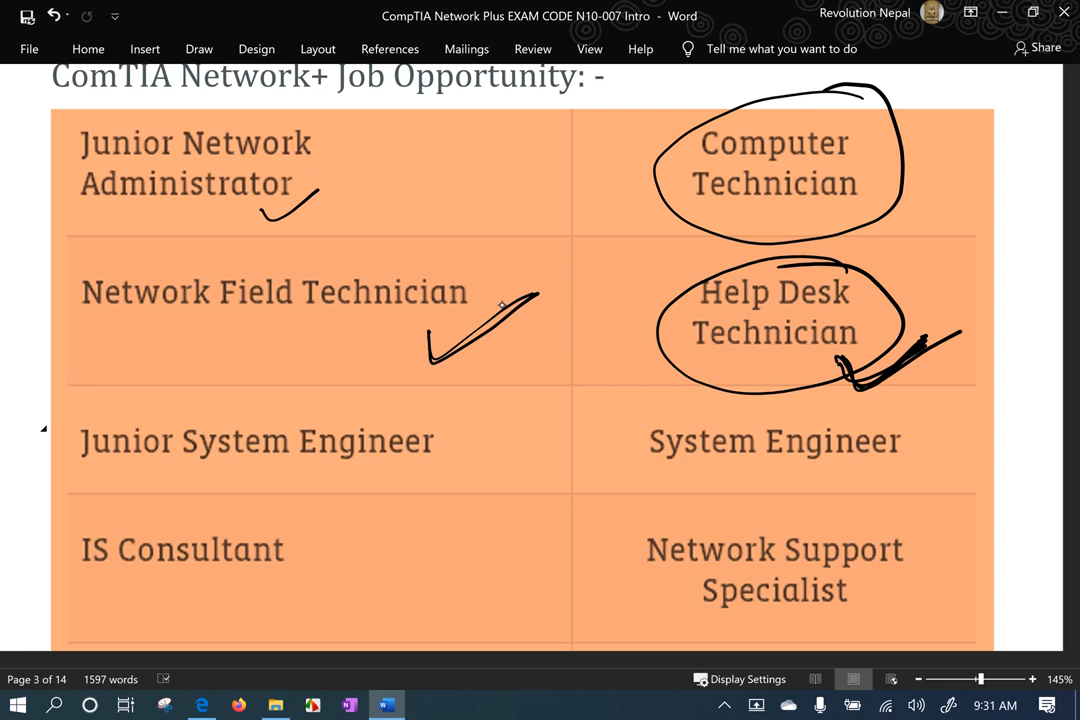 CompTIA Network Plus EXAM CODE N10-007 Intro - Word
Revolution Nepal
File Home Insert Draw Design Layout References Mailings Review View Help Tell me what you want to do Share
ComTIA Network+ Job Opportunity: -
Junior Network
Administrator
Computer
Technician
Network Field Technician
Help Desk
Technician
Junior System Engineer
System Engineer
IS Consultant
Network Support
Specialist
Page 3 of 14 1597 words Display Settings 145%
9:31 AM